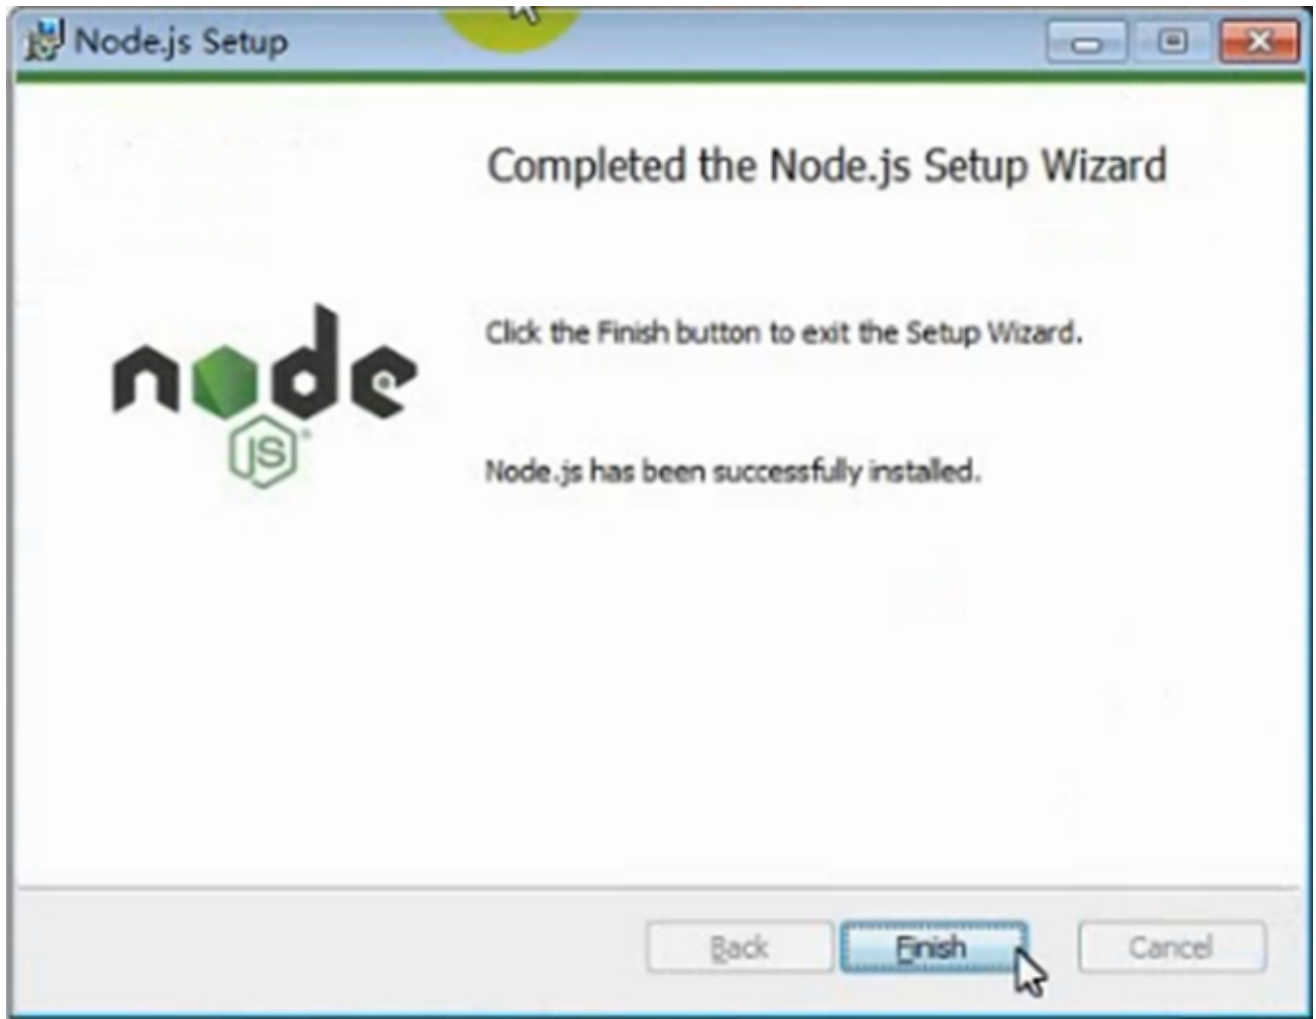 Node.js Setup
Completed the Node.js Setup Wizard
Click the Finish button to exit the Setup Wizard.
node
JS
Node.js has been successfully installed.
Back
Finish
Cancel